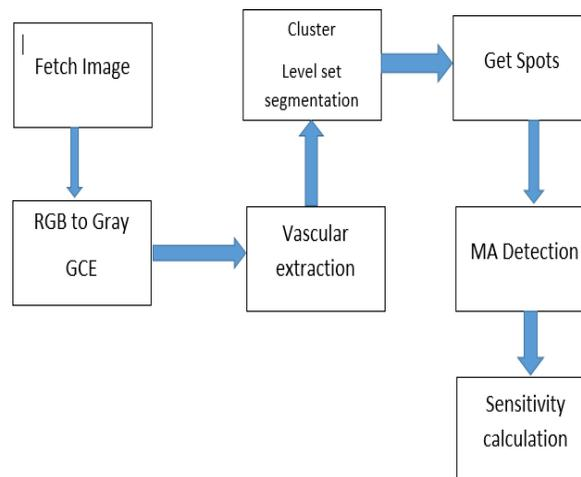 Fetch Image
RGB to Gray
GCE
Vascular
extraction
Cluster
Level set
segmentation
Get Spots
MA Detection
Sensitivity
calculation